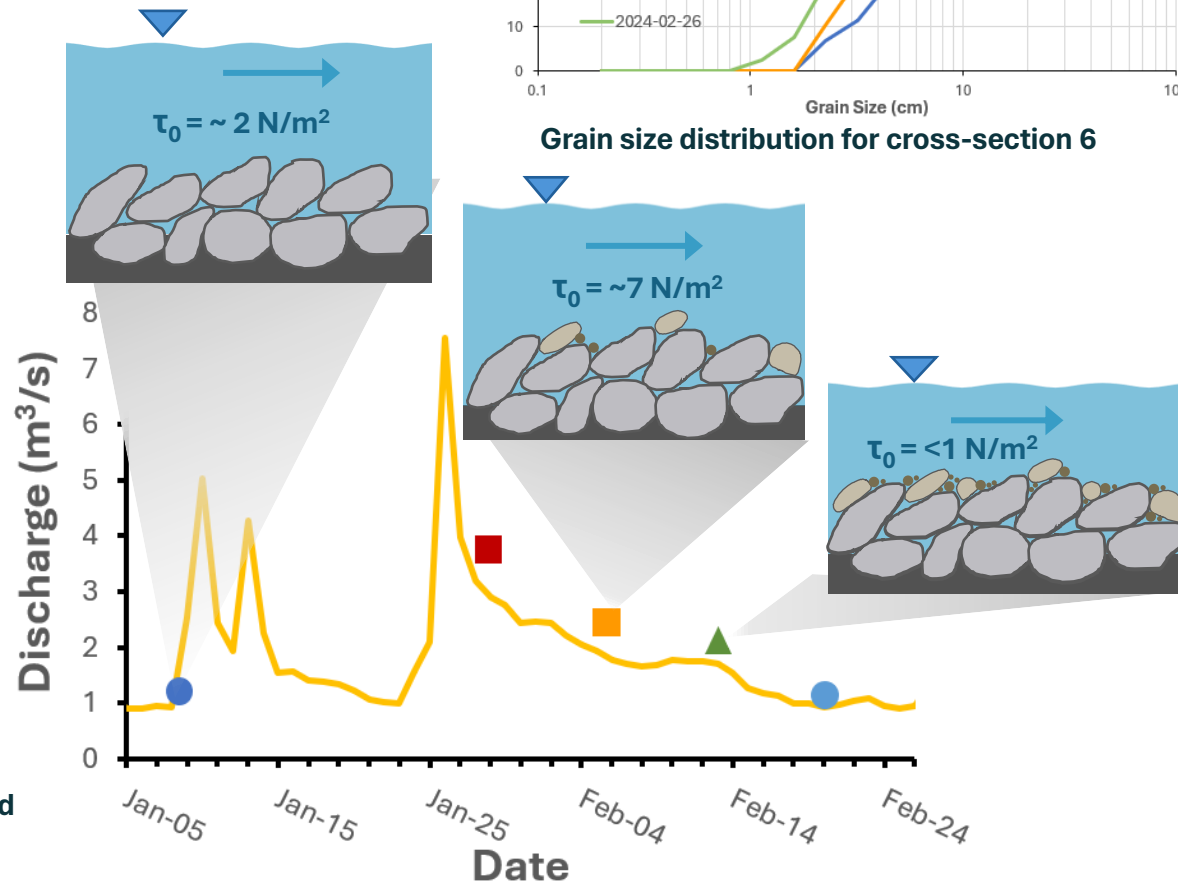 10
2024-02-26
0
0.1
1
10
10
Grain Size (cm)
Grain size distribution for cross-section 6
τ0 = ~ 2 N/m²
τ0 = ~7 N/m²
τ0 = <1 N/m²
Discharge (m³/s)
8
7
6
5
4
3
2
1
0
Jan-05
Jan-15
Jan-25
Feb-04
Feb-14
Feb-24
Date
d